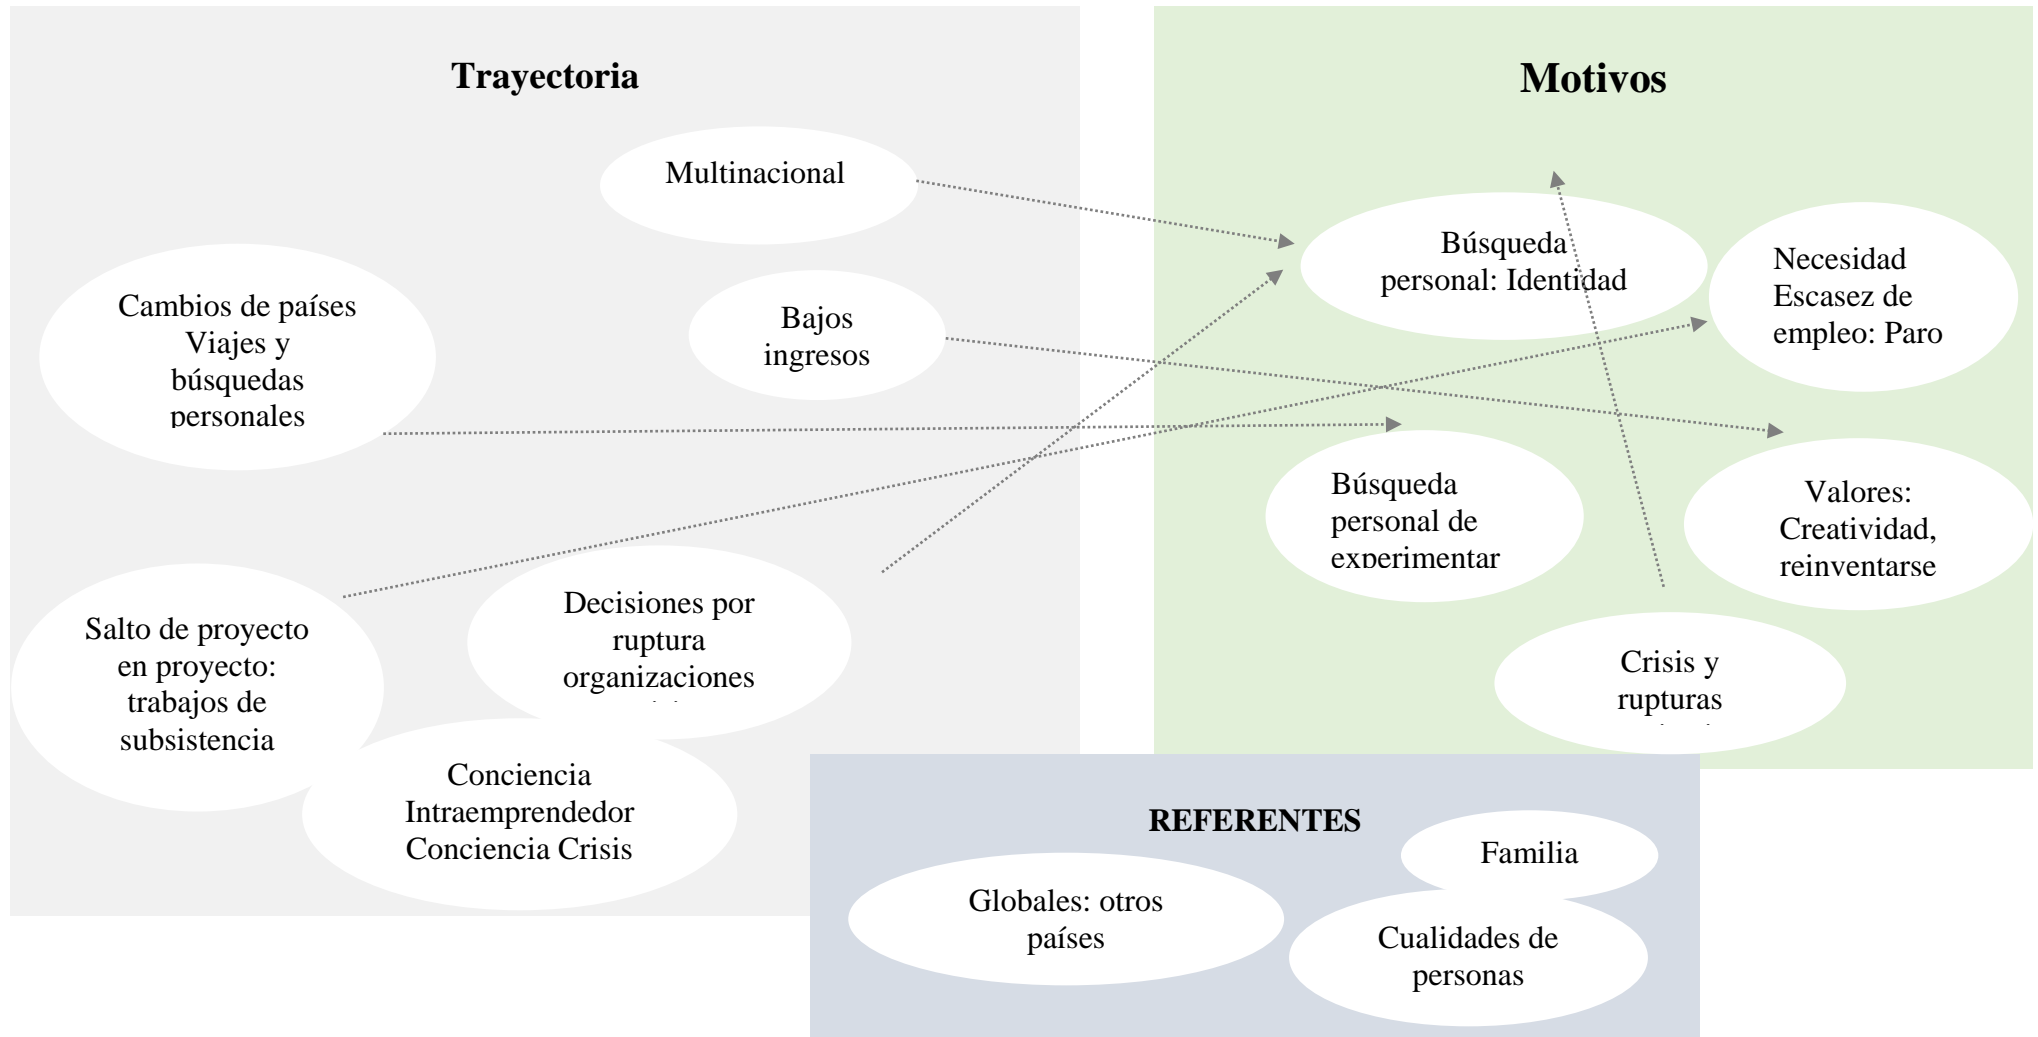 Trayectoria
Multinacional
Cambios de países
Viajes y
búsquedas
personales
Bajos
ingresos
Salto de proyecto
en proyecto:
trabajos de
subsistencia
Decisiones por
ruptura
organizaciones
Conciencia
Intraemprendedor
Conciencia Crisis
Motivos
Búsqueda
personal: Identidad
Necesidad
Escasez de
empleo: Paro
Búsqueda
personal de
experimentar
Valores:
Creatividad,
reinventarse
Crisis y
rupturas
REFERENTES
Familia
Globales: otros
países
Cualidades de
personas